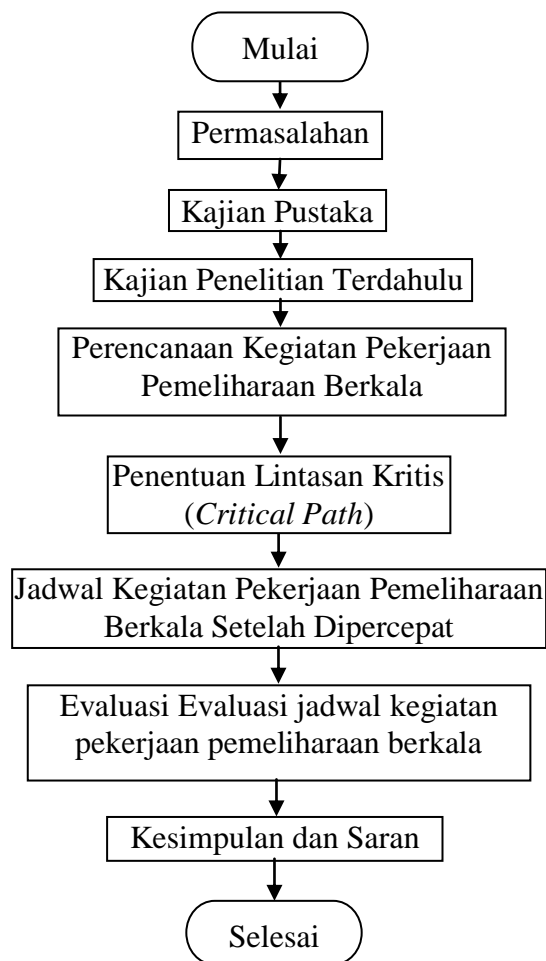 Mulai
Permasalahan
Kajian Pustaka
Kajian Penelitian Terdahulu
Perencanaan Kegiatan Pekerjaan
Pemeliharaan Berkala
Penentuan Lintasan Kritis
(Critical Path)
Jadwal Kegiatan Pekerjaan Pemeliharaan
Berkala Setelah Dipercepat
Evaluasi Evaluasi jadwal kegiatan
pekerjaan pemeliharaan berkala
Kesimpulan dan Saran
Selesai